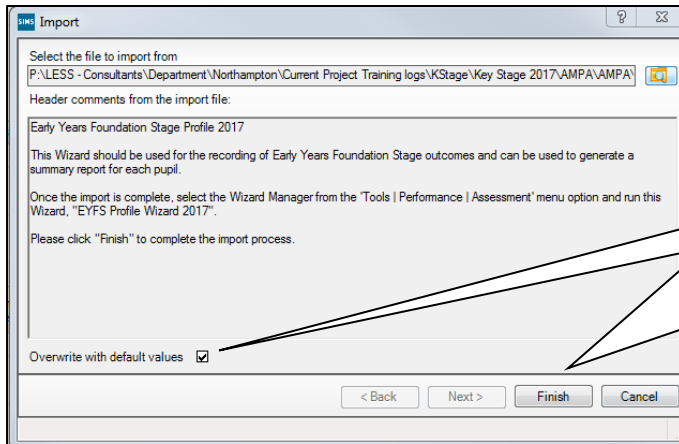 SIMS Import
Select the file to import from
P:\LESS - Consultants\Department\Northampton\Current Project Training logs\KStage\Key Stage 2017\AMPA\AMPA\
Header comments from the import file:
Early Years Foundation Stage Profile 2017
This Wizard should be used for the recording of Early Years Foundation Stage outcomes and can be used to generate a
summary report for each pupil.
Once the import is complete, select the Wizard Manager from the 'Tools | Performance | Assessment' menu option and run this
Wizard, "EYFS Profile Wizard 2017".
Please click "Finish" to complete the import process.
Overwrite with default values
< Back Next > Finish Cancel